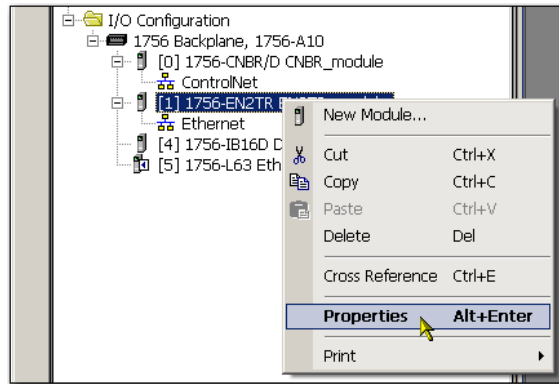 I/O Configuration
1756 Backplane, 1756-A10
[0] 1756-CNBR/D CNBR_module
ControlNet
[1] 1756-EN2TR
Ethernet
[4] 1756-IB16D D
[5] 1756-L63 Eth
New Module...
Cut Ctrl+X
Copy Ctrl+C
Paste Ctrl+V
Delete Del
Cross Reference Ctrl+E
Properties Alt+Enter
Print